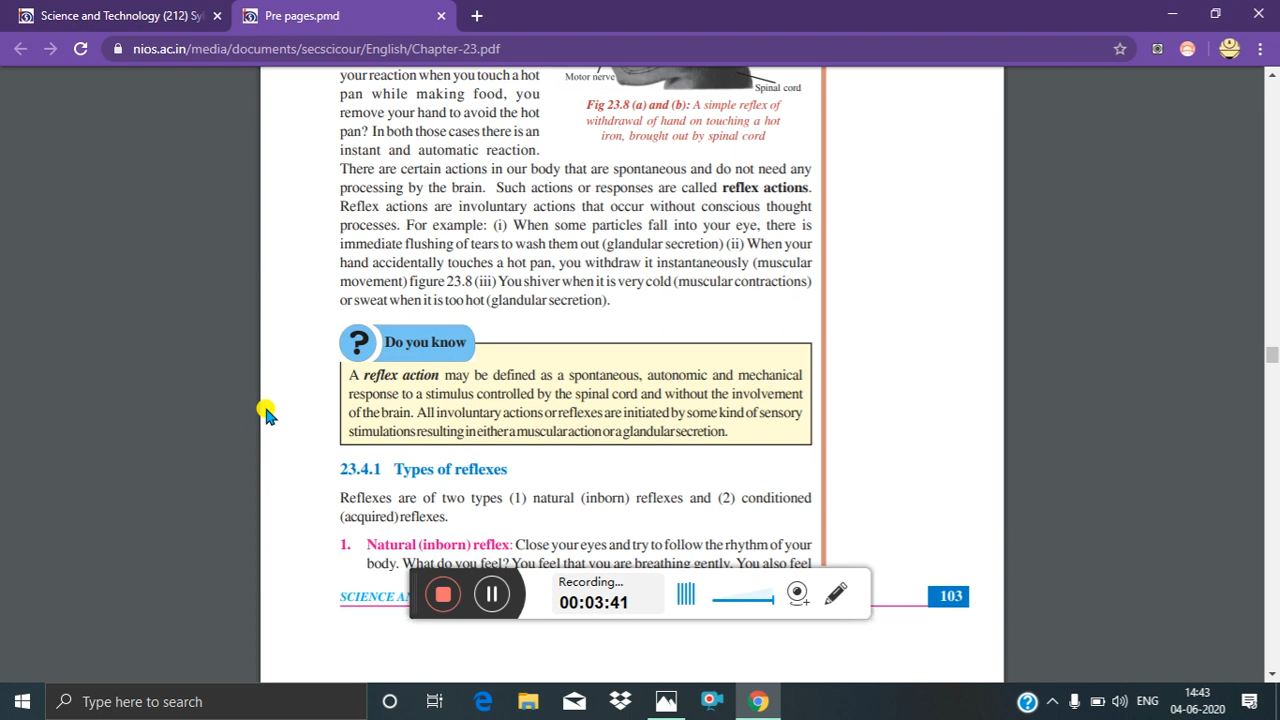 Science and Technology (212) Syl
Pre pages.pmd
nios.ac.in/media/documents/secscicour/English/Chapter-23.pdf
your reaction when you touch a hot
pan while making food, you
remove your hand to avoid the hot
pan? In both those cases there is an
instant and automatic reaction.
Motor nerve
Spinal cord
Fig 23.8 (a) and (b): A simple reflex of
withdrawal of hand on touching a hot
iron, brought out by spinal cord
There are certain actions in our body that are spontaneous and do not need any
processing by the brain. Such actions or responses are called reflex actions.
Reflex actions are involuntary actions that occur without conscious thought
processes. For example: (i) When some particles fall into your eye, there is
immediate flushing of tears to wash them out (glandular secretion) (ii) When your
hand accidentally touches a hot pan, you withdraw it instantaneously (muscular
movement) figure 23.8 (iii) You shiver when it is very cold (muscular contractions)
or sweat when it is too hot (glandular secretion).
? Do you know
A reflex action may be defined as a spontaneous, autonomic and mechanical
response to a stimulus controlled by the spinal cord and without the involvement
of the brain. All involuntary actions or reflexes are initiated by some kind of sensory
stimulations resulting in either a muscular action or a glandular secretion.
23.4.1 Types of reflexes
Reflexes are of two types (1) natural (inborn) reflexes and (2) conditioned
(acquired) reflexes.
1. Natural (inborn) reflex: Close your eyes and try to follow the rhythm of your
body. What do you feel? You feel that you are breathing gently. You also feel
SCIENCE AN
103
Recording...
00:03:41
Type here to search
ENG
14:43
04-06-2020